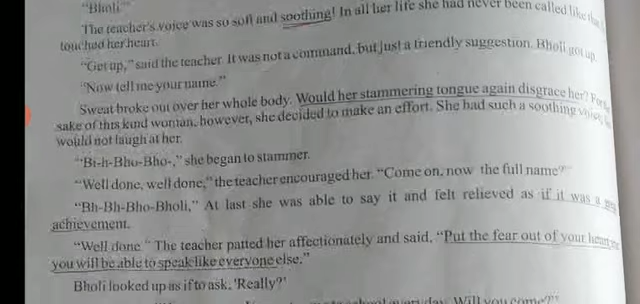 "Bholi."
The teacher's voice was so soft and soothing! In all her life she had never been called like that
touched her heart.
"Get up," said the teacher. It was not a command, but just a friendly suggestion. Bholi got up.
"Now tell me your name."
Sweat broke out over her whole body. Would her stammering tongue again disgrace her? For
sake of this kind woman, however, she decided to make an effort. She had such a soothing voice,
would not laugh at her.
"Bh-h-Bho-Bho-," she began to stammer.
"Well done, well done," the teacher encouraged her. "Come on, now the full name?"
"Bh-Bh-Bho-Bholi," At last she was able to say it and felt relieved as if it was a
achievement.
"Well done." The teacher patted her affectionately and said, "Put the fear out of your heart
you will be able to speak like everyone else."
Bholi looked up as if to ask, 'Really?'
school every day. Will you come?"